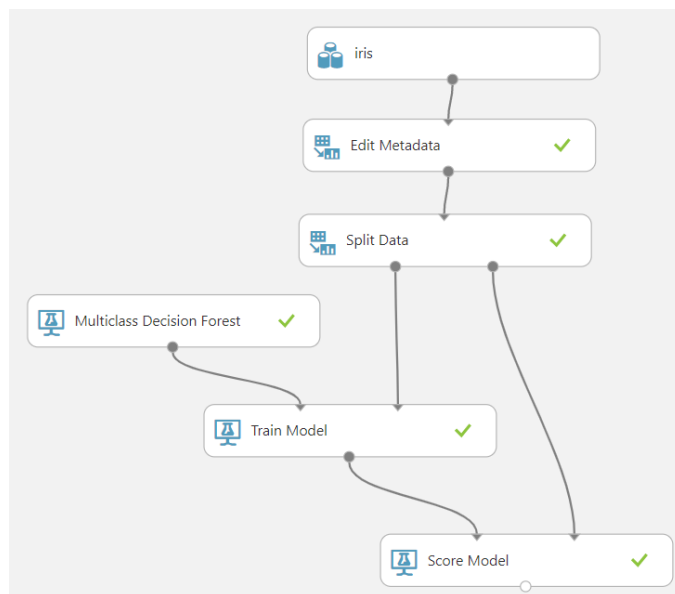 iris
Edit Metadata
Split Data
Multiclass Decision Forest
Train Model
Score Model